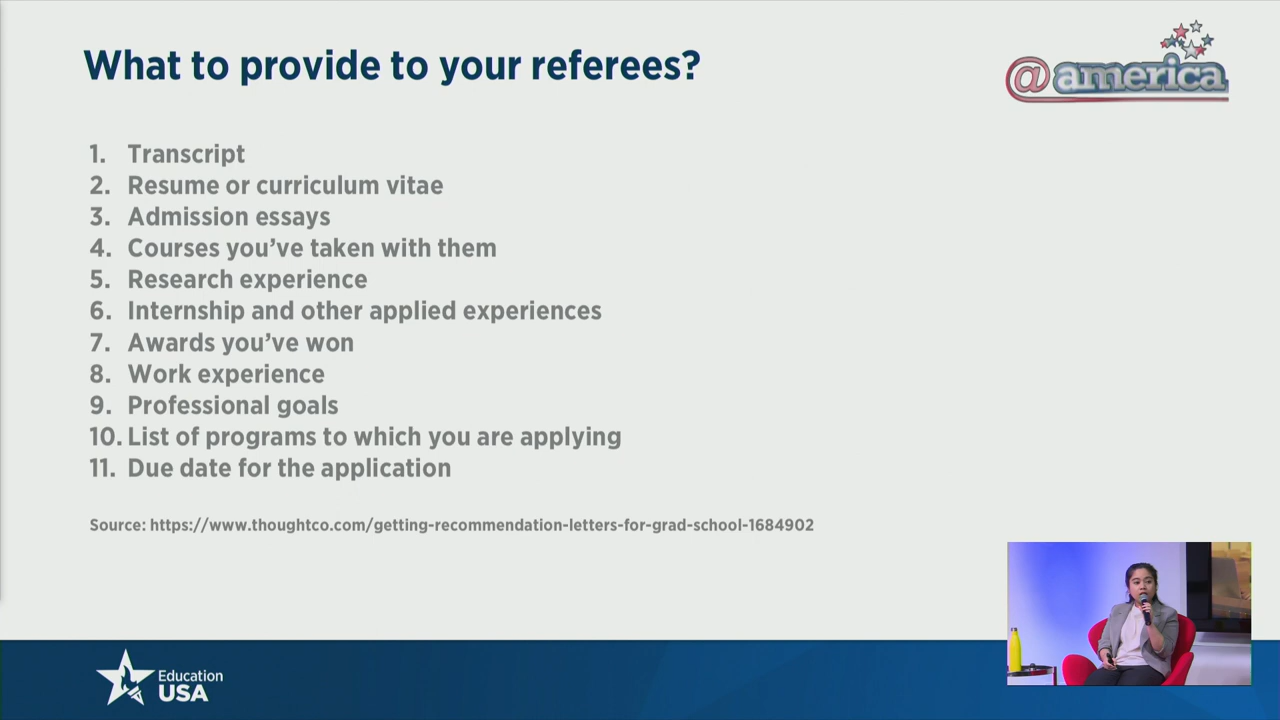 What to provide to your referees?
@america
1. Transcript
2. Resume or curriculum vitae
3. Admission essays
4. Courses you’ve taken with them
5. Research experience
6. Internship and other applied experiences
7. Awards you’ve won
8. Work experience
9. Professional goals
10. List of programs to which you are applying
11. Due date for the application
Source: https://www.thoughtco.com/getting-recommendation-letters-for-grad-school-1684902
Education
USA